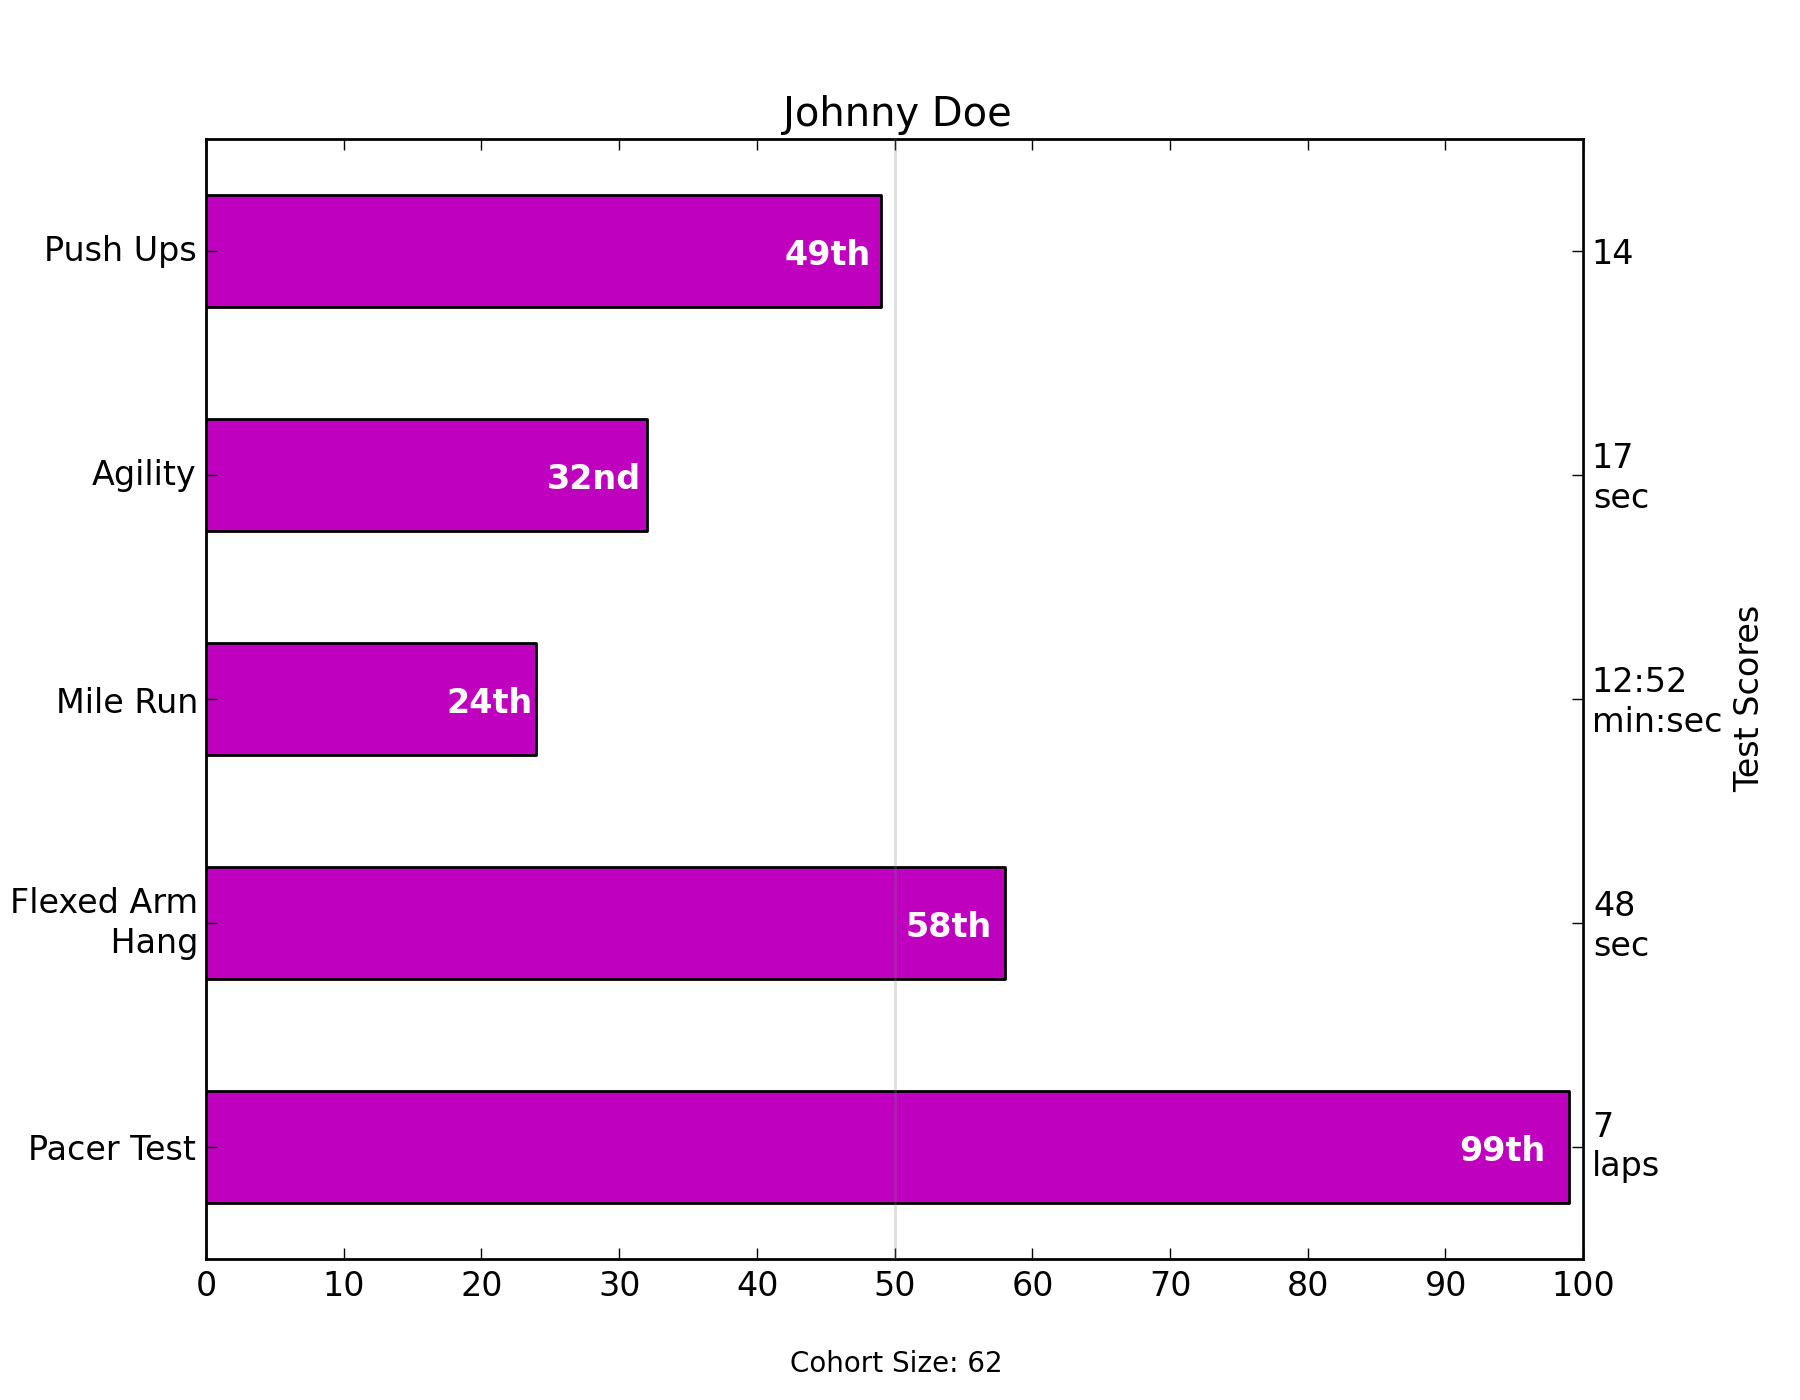 Johnny Doe
Push Ups
49th
14
Agility
32nd
17
sec
Mile Run
24th
12:52
min:sec
Test Scores
Flexed Arm
Hang
58th
48
sec
Pacer Test
99th
7
laps
0 10 20 30 40 50 60 70 80 90 100
Cohort Size: 62